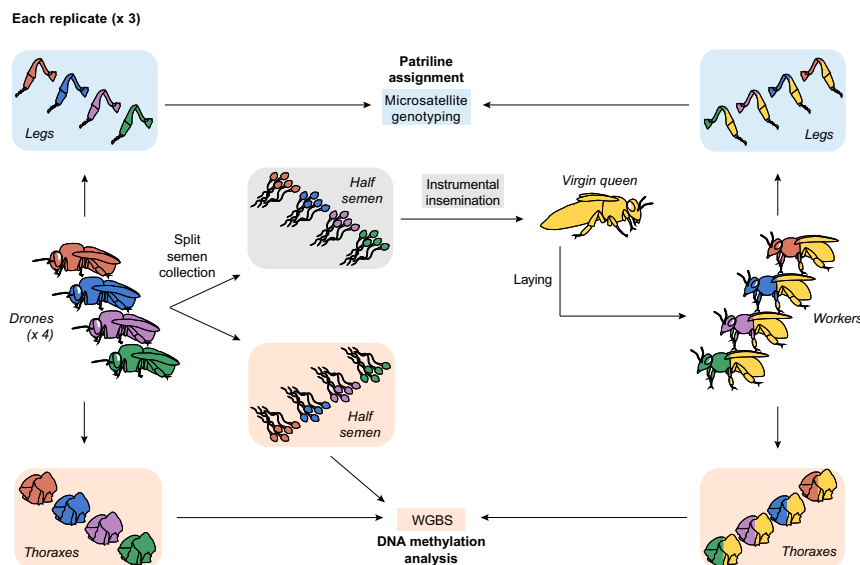 Each replicate (x 3)
Patriline
assignment
Microsatellite
genotyping
Legs
Legs
Half
semen
Instrumental
insemination
Virgin queen
Split
semen
collection
Laying
Drones
(x 4)
Workers
Half
semen
Thoraxes
WGBS
DNA methylation
analysis
Thoraxes